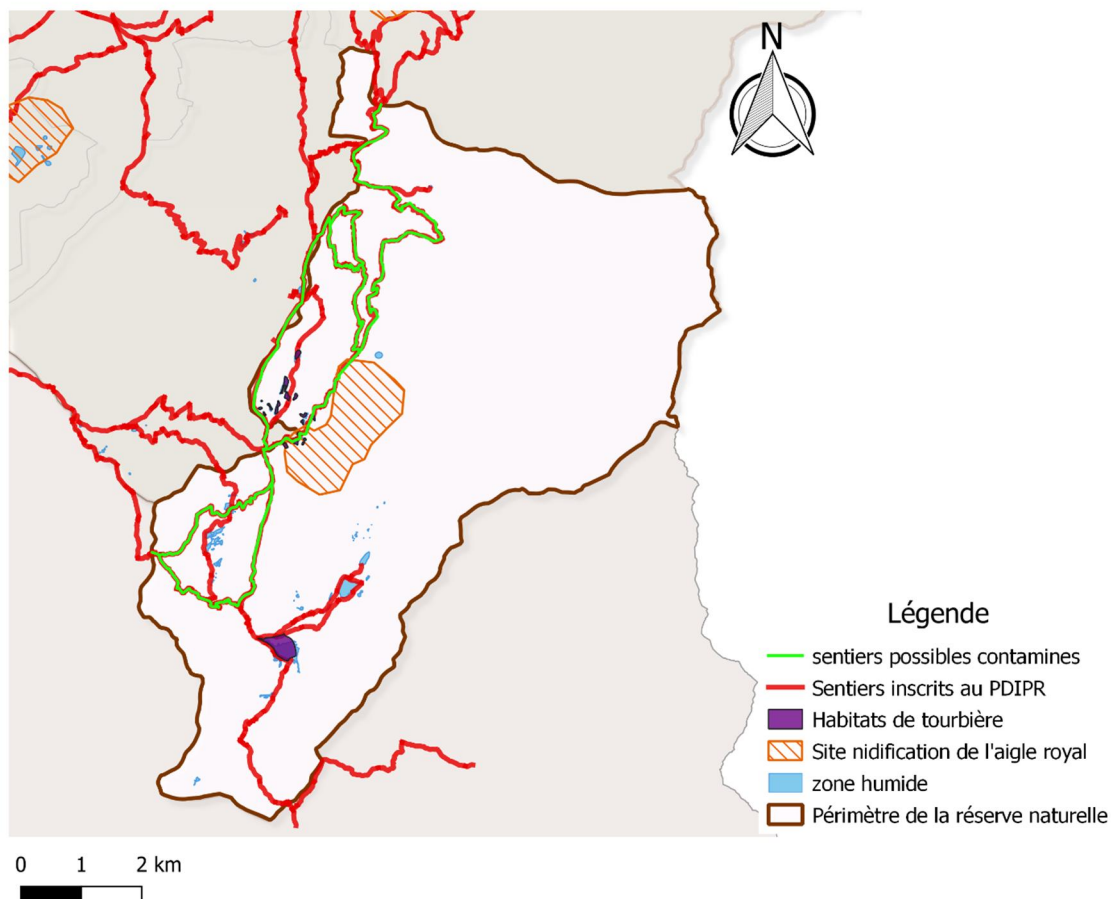 N
Légende
sentiers possibles contamines
Sentiers inscrits au PDIPR
Habitats de tourbière
Site nidification de l'aigle royal
zone humide
Périmètre de la réserve naturelle
0 1 2 km